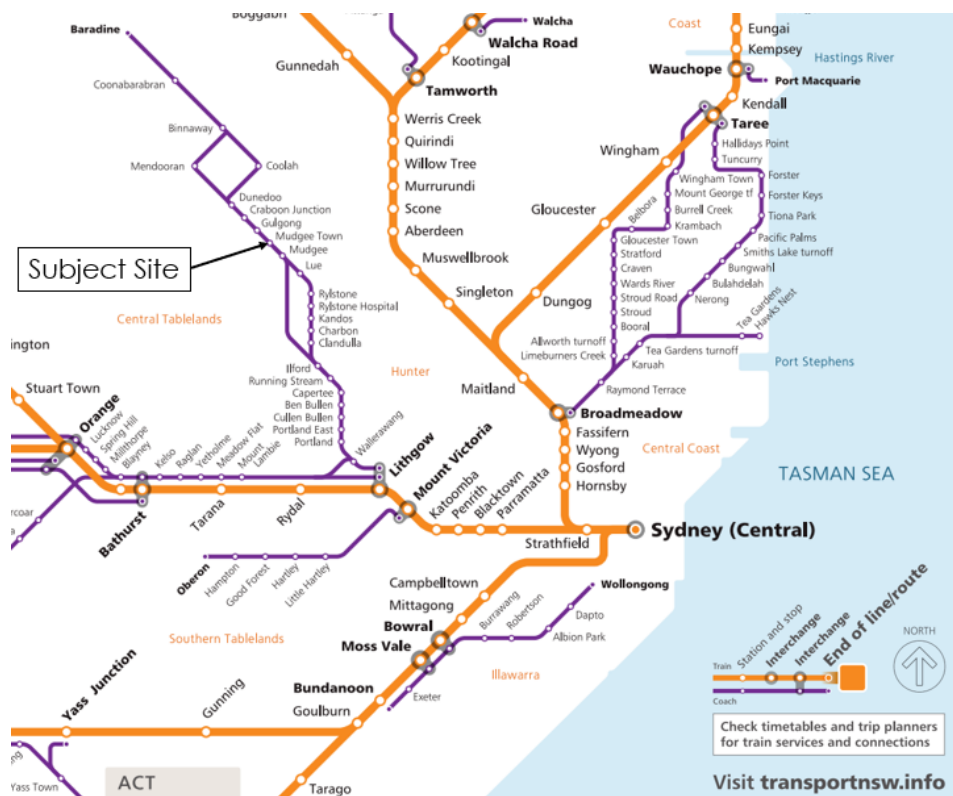 Boggabri
Baradine
Coonabarabran
Binnaway
Mendooran
Coolah
Dunedoo
Craboon Junction
Gulgong
Mudgee Town
Mudgee
Lue
Subject Site
Rylstone
Rylstone Hospital
Kandos
Charbon
Clandulla
Central Tablelands
Ilford
Running Stream
Capertee
Ben Bullen
Cullen Bullen
Portland East
Portland
Wallerawang
Gunnedah
Walcha
Walcha Road
Kootingal
Tamworth
Werris Creek
Quirindi
Willow Tree
Murrurundi
Scone
Aberdeen
Muswellbrook
Singleton
Hunter
Maitland
Coast
Eungai
Kempsey
Hastings River
Wauchope
Port Macquarie
Kendall
Taree
Wingham
Gloucester
Dungog
Hallidays Point
Tuncurry
Forster
Forster Keys
Tiona Park
Pacific Palms
Smiths Lake turnoff
Bungwahl
Bulahdelah
Nerong
Wingham Town
Mount George tf
Burrell Creek
Krambach
Belbora
Gloucester Town
Stratford
Craven
Wards River
Stroud Road
Stroud
Booral
Allworth turnoff
Limeburners Creek
Tea Gardens
Hawks Nest
Tea Gardens turnoff
Karuah
Raymond Terrace
Port Stephens
Broadmeadow
Fassifern
Wyong
Gosford
Hornsby
Central Coast
TASMAN SEA
ington
Stuart Town
Orange
Lucknow
Spring Hill
Millthorpe
Blayney
Kelso
Raglan
Yetholme
Meadow Flat
Mount
Lambie
Lithgow
Mount Victoria
Katoomba
Penrith
Blacktown
Parramatta
Strathfield
Sydney (Central)
rcoar
Bathurst
Tarana
Rydal
Oberon
Hampton
Good Forest
Hartley
Little Hartley
Campbelltown
Mittagong
Bowral
Moss Vale
Exeter
Burrawang
Robertson
Albion Park
Dapto
Wollongong
Illawarra
Southern Tablelands
Bundanoon
Goulburn
Yass Junction
Gunning
Yass Town
ACT
Tarago
Station and stop
Interchange
Interchange
End of line/route
Train
Coach
NORTH
Check timetables and trip planners
for train services and connections
Visit transportnsw.info